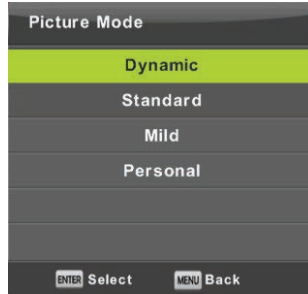 Picture Mode
Dynamic
Standard
Mild
Personal
ENTER Select MENU Back